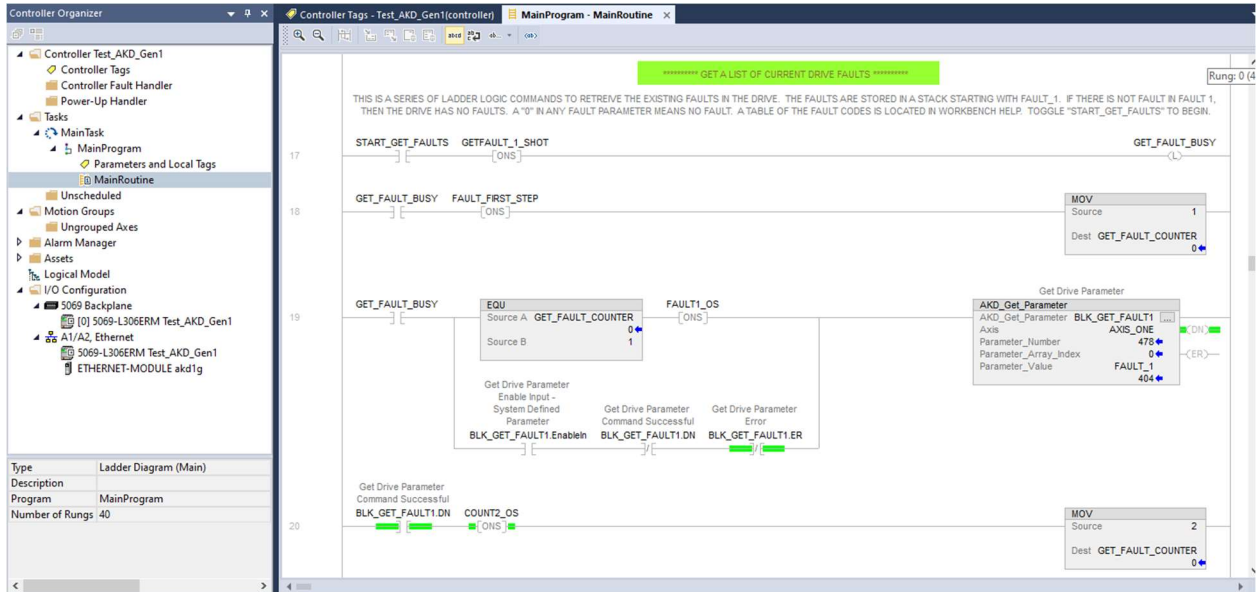 Controller Organizer
Controller Tags - Test_AKD_Gen1(controller)
MainProgram - MainRoutine
Controller Test_AKD_Gen1
Controller Tags
Controller Fault Handler
Power-Up Handler
Tasks
MainTask
MainProgram
Parameters and Local Tags
MainRoutine
Unscheduled
Motion Groups
Ungrouped Axes
Alarm Manager
Assets
Logical Model
I/O Configuration
5069 Backplane
[0] 5069-L306ERM Test_AKD_Gen1
A1/A2, Ethernet
5069-L306ERM Test_AKD_Gen1
ETHERNET-MODULE akd1g
Type Ladder Diagram (Main)
Description
Program MainProgram
Number of Rungs 40
********** GET A LIST OF CURRENT DRIVE FAULTS **********
Rung: 0 (4
THIS IS A SERIES OF LADDER LOGIC COMMANDS TO RETREIVE THE EXISTING FAULTS IN THE DRIVE. THE FAULTS ARE STORED IN A STACK STARTING WITH FAULT_1. IF THERE IS NOT FAULT IN FAULT 1,
THEN THE DRIVE HAS NO FAULTS. A "0" IN ANY FAULT PARAMETER MEANS NO FAULT. A TABLE OF THE FAULT CODES IS LOCATED IN WORKBENCH HELP. TOGGLE "START_GET_FAULTS" TO BEGIN.
START_GET_FAULTS GETFAULT_1_SHOT GET_FAULT_BUSY
17 ONS L
GET_FAULT_BUSY FAULT_FIRST_STEP
18 ONS
MOV
Source 1
Dest GET_FAULT_COUNTER
0
GET_FAULT_BUSY
19
EQU
Source A GET_FAULT_COUNTER
0
Source B 1
FAULT1_OS
ONS
Get Drive Parameter
AKD_Get_Parameter
AKD_Get_Parameter BLK_GET_FAULT1 ...
Axis AXIS_ONE
Parameter_Number 478
Parameter_Array_Index 0
Parameter_Value FAULT_1
404
DN
ER
Get Drive Parameter
Enable Input -
System Defined
Parameter
BLK_GET_FAULT1.EnableIn
Get Drive Parameter
Command Successful
BLK_GET_FAULT1.DN
Get Drive Parameter
Error
BLK_GET_FAULT1.ER
Get Drive Parameter
Command Successful
BLK_GET_FAULT1.DN COUNT2_OS
20 ONS
MOV
Source 2
Dest GET_FAULT_COUNTER
0